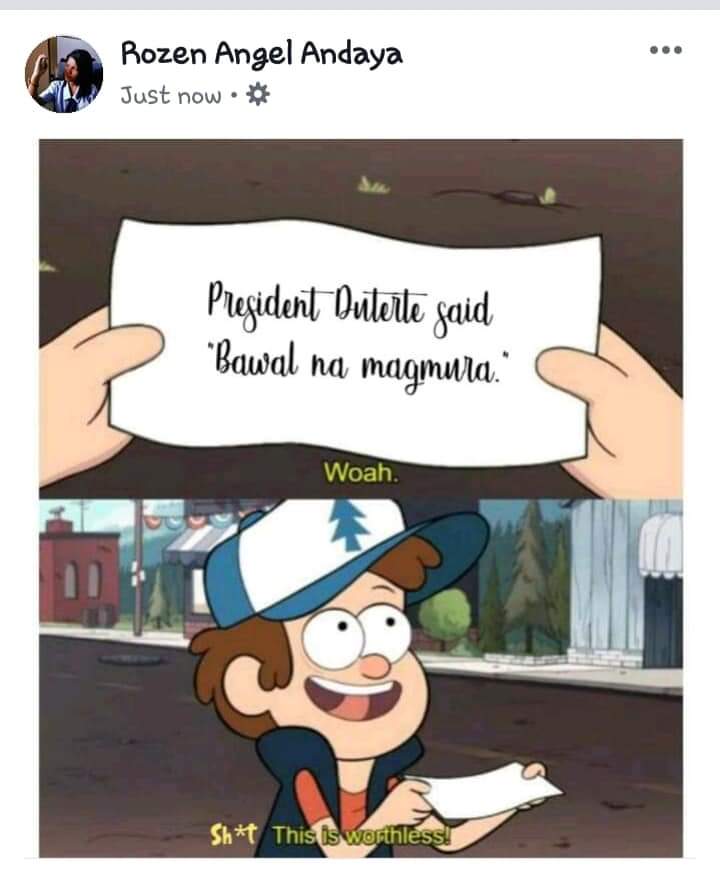 Rozen Angel Andaya
Just now
President Duterte said
"Bawal na magmura."
Woah.
Sh*t This is worthless!